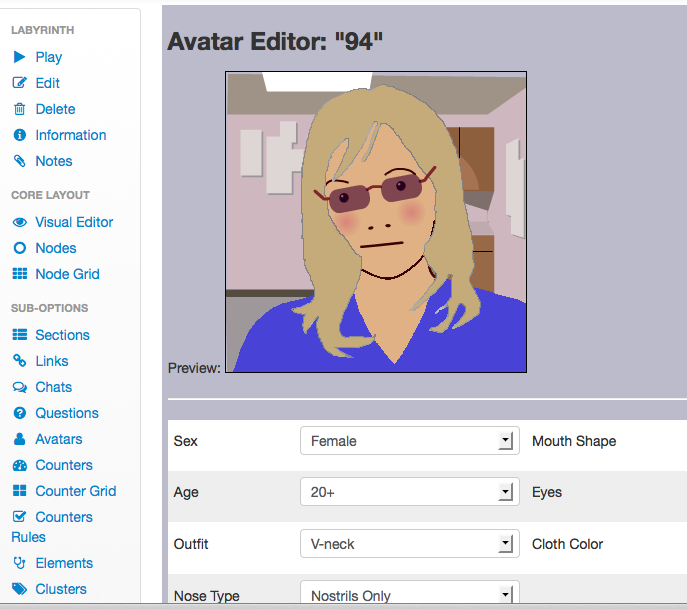 LABYRINTH
Play
Edit
Delete
Information
Notes
CORE LAYOUT
Visual Editor
Nodes
Node Grid
SUB-OPTIONS
Sections
Links
Chats
Questions
Avatars
Counters
Counter Grid
Counters
Rules
Elements
Clusters
Avatar Editor: "94"
Preview:
Sex Female Mouth Shape
Age 20+ Eyes
Outfit V-neck Cloth Color
Nose Type Nostrils Only